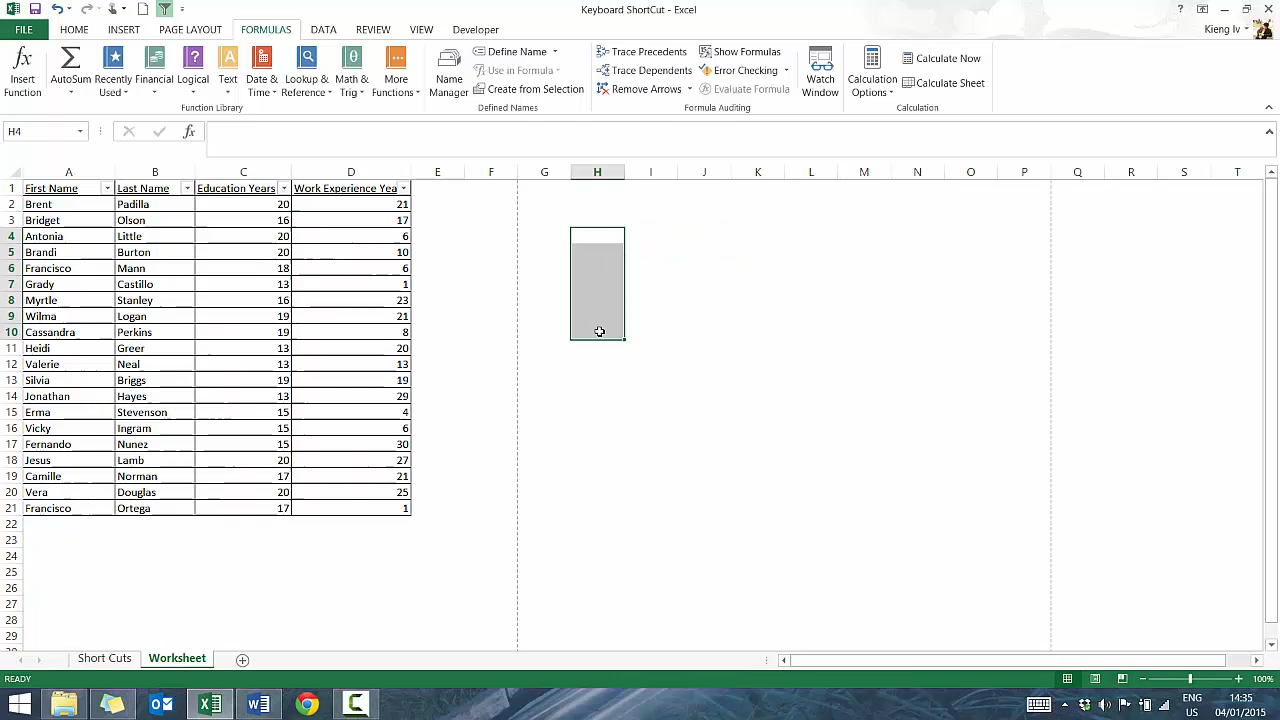 Keyboard ShortCut - Excel
FILE HOME INSERT PAGE LAYOUT FORMULAS DATA REVIEW VIEW Developer Kieng Iv
Insert Function
AutoSum
Recently Used
Financial
Logical
Text
Date & Time
Lookup & Reference
Math & Trig
More Functions
Function Library
Name Manager
Define Name
Use in Formula
Create from Selection
Defined Names
Trace Precedents
Trace Dependents
Remove Arrows
Show Formulas
Error Checking
Evaluate Formula
Formula Auditing
Watch Window
Calculation Options
Calculate Now
Calculate Sheet
Calculation
H4 fx
A B C D E F G H I J K L M N O P Q R S T
1 First Name Last Name Education Years Work Experience Yea
2 Brent Padilla 20 21
3 Bridget Olson 16 17
4 Antonia Little 20 6
5 Brandi Burton 20 10
6 Francisco Mann 18 6
7 Grady Castillo 13 1
8 Myrtle Stanley 16 23
9 Wilma Logan 19 21
10 Cassandra Perkins 19 8
11 Heidi Greer 13 20
12 Valerie Neal 13 13
13 Silvia Briggs 19 19
14 Jonathan Hayes 13 29
15 Erma Stevenson 15 4
16 Vicky Ingram 15 6
17 Fernando Nunez 15 30
18 Jesus Lamb 20 27
19 Camille Norman 17 21
20 Vera Douglas 20 25
21 Francisco Ortega 17 1
22
23
24
25
26
27
28
29
Short Cuts Worksheet
READY 100%
ENG 14:35
US 04/01/2015